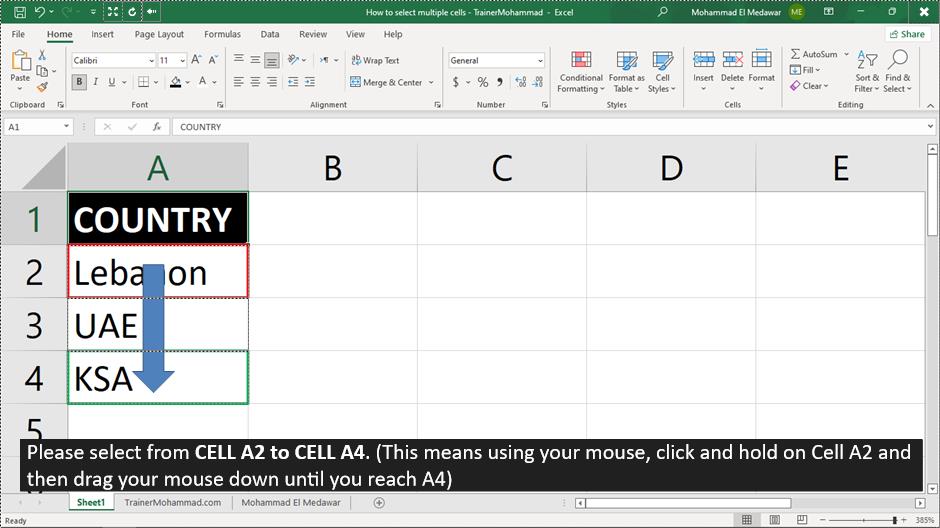 How to select multiple cells - TrainerMohammad - Excel
Mohammad El Medawar ME
File Home Insert Page Layout Formulas Data Review View Help
Share
Paste
Calibri 11
B I U
Wrap Text
Merge & Center
General
$ % ,
Conditional Formatting
Format as Table
Cell Styles
Insert Delete Format
AutoSum
Fill
Clear
Sort & Filter
Find & Select
Clipboard Font Alignment Number Styles Cells Editing
A1 fx COUNTRY
A B C D E
1 COUNTRY
2 Lebanon
3 UAE
4 KSA
5
Please select from CELL A2 to CELL A4. (This means using your mouse, click and hold on Cell A2 and
then drag your mouse down until you reach A4)
Sheet1 TrainerMohammad.com Mohammad El Medawar
Ready 385%